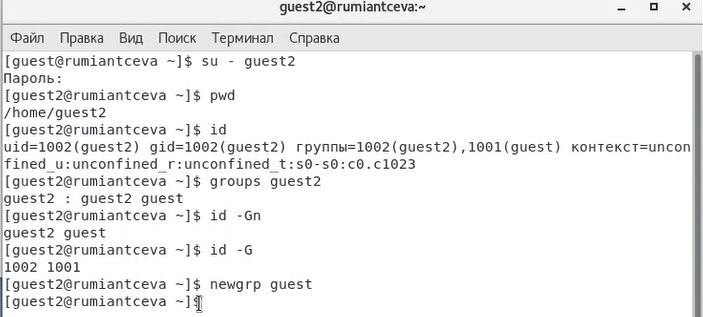 guest2@rumiantceva:~
Файл Правка Вид Поиск Терминал Справка
[guest@rumiantceva ~]$ su - guest2
Пароль:
[guest2@rumiantceva ~]$ pwd
/home/guest2
[guest2@rumiantceva ~]$ id
uid=1002(guest2) gid=1002(guest2) группы=1002(guest2),1001(guest) контекст=uncon
fined_u:unconfined_r:unconfined_t:s0-s0:c0.c1023
[guest2@rumiantceva ~]$ groups guest2
guest2 : guest2 guest
[guest2@rumiantceva ~]$ id -Gn
guest2 guest
[guest2@rumiantceva ~]$ id -G
1002 1001
[guest2@rumiantceva ~]$ newgrp guest
[guest2@rumiantceva ~]$